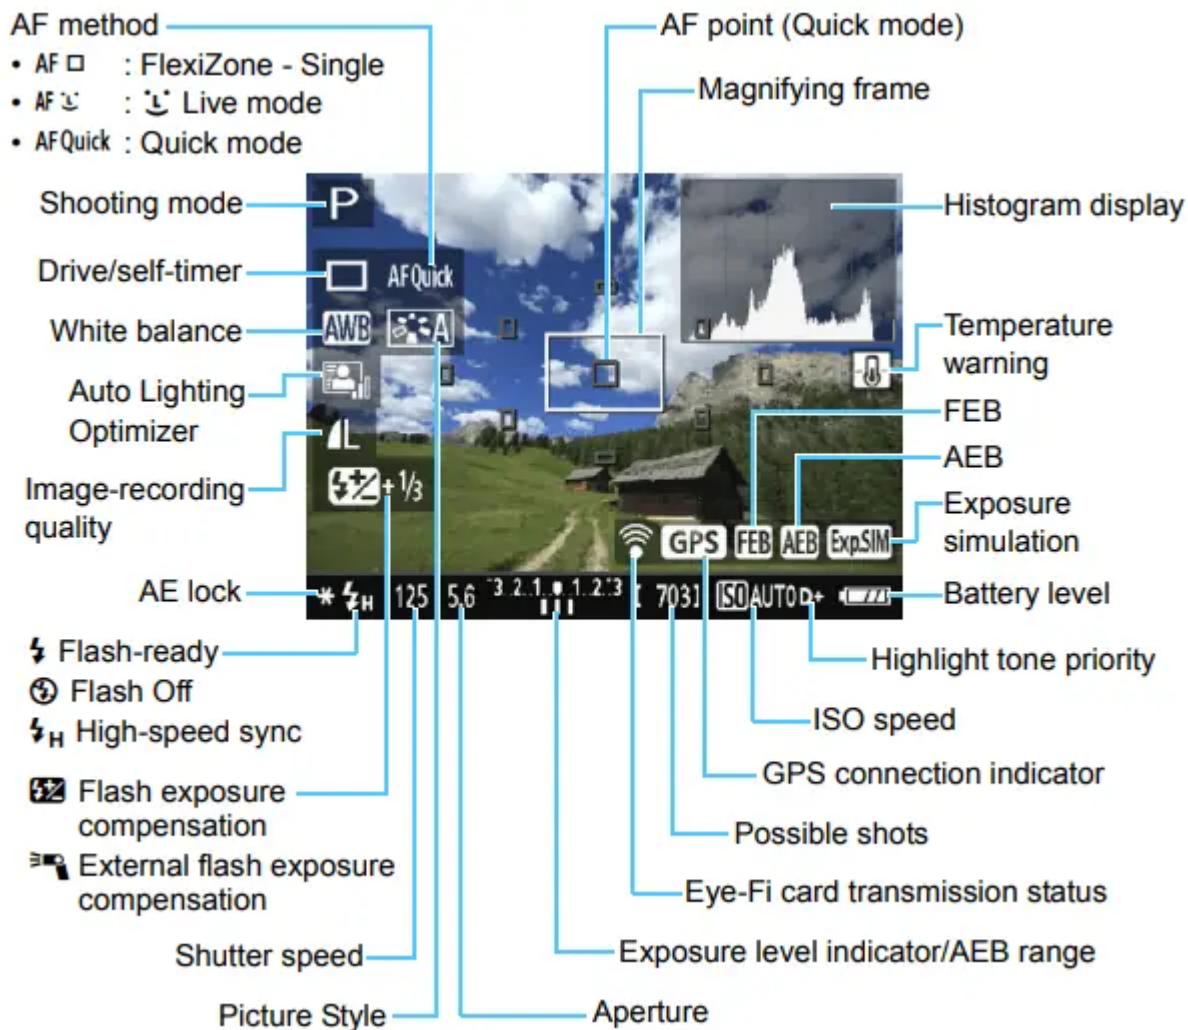 AF method
• AF □ : FlexiZone - Single
• AF L : L Live mode
• AFQuick : Quick mode
AF point (Quick mode)
Magnifying frame
Shooting mode
P
Histogram display
Drive/self-timer
AFQuick
White balance
AWB
A
Temperature
warning
Auto Lighting
Optimizer
FEB
AEB
L
Image-recording
quality
+1/3
Exposure
simulation
GPS FEB AEB Exp.SIM
AE lock
* H 125 5.6 -3..2..1..0..1..2..+3 [ 703] ISO AUTO D+
Battery level
Flash-ready
Highlight tone priority
Flash Off
H High-speed sync
ISO speed
Flash exposure
compensation
GPS connection indicator
Possible shots
External flash exposure
compensation
Eye-Fi card transmission status
Shutter speed
Exposure level indicator/AEB range
Picture Style
Aperture